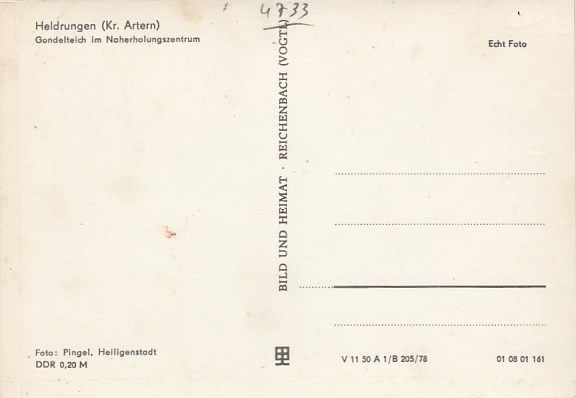 4733
Heldrungen (Kr. Artern)
Gondelteich im Naherholungszentrum
Echt Foto
BILD UND HEIMAT · REICHENBACH (VOGTL)
Foto: Pingel, Heiligenstadt
DDR 0,20 M
V 11 50 A 1/B 205/78
01 08 01 161